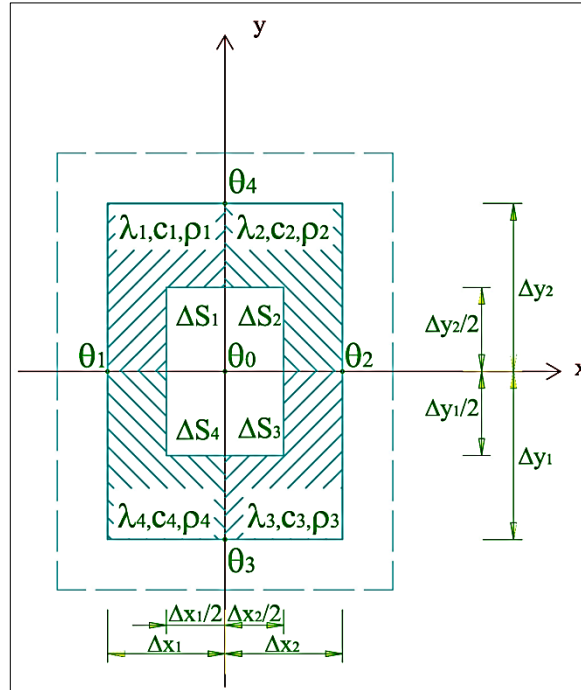 y
θ4
λ1,c1,ρ1 λ2,c2,ρ2
ΔS1 ΔS2
Δy2/2
Δy2
θ1 θ0 θ2 x
ΔS4 ΔS3
Δy1/2
Δy1
λ4,c4,ρ4 λ3,c3,ρ3
θ3
Δx1/2 Δx2/2
Δx1 Δx2